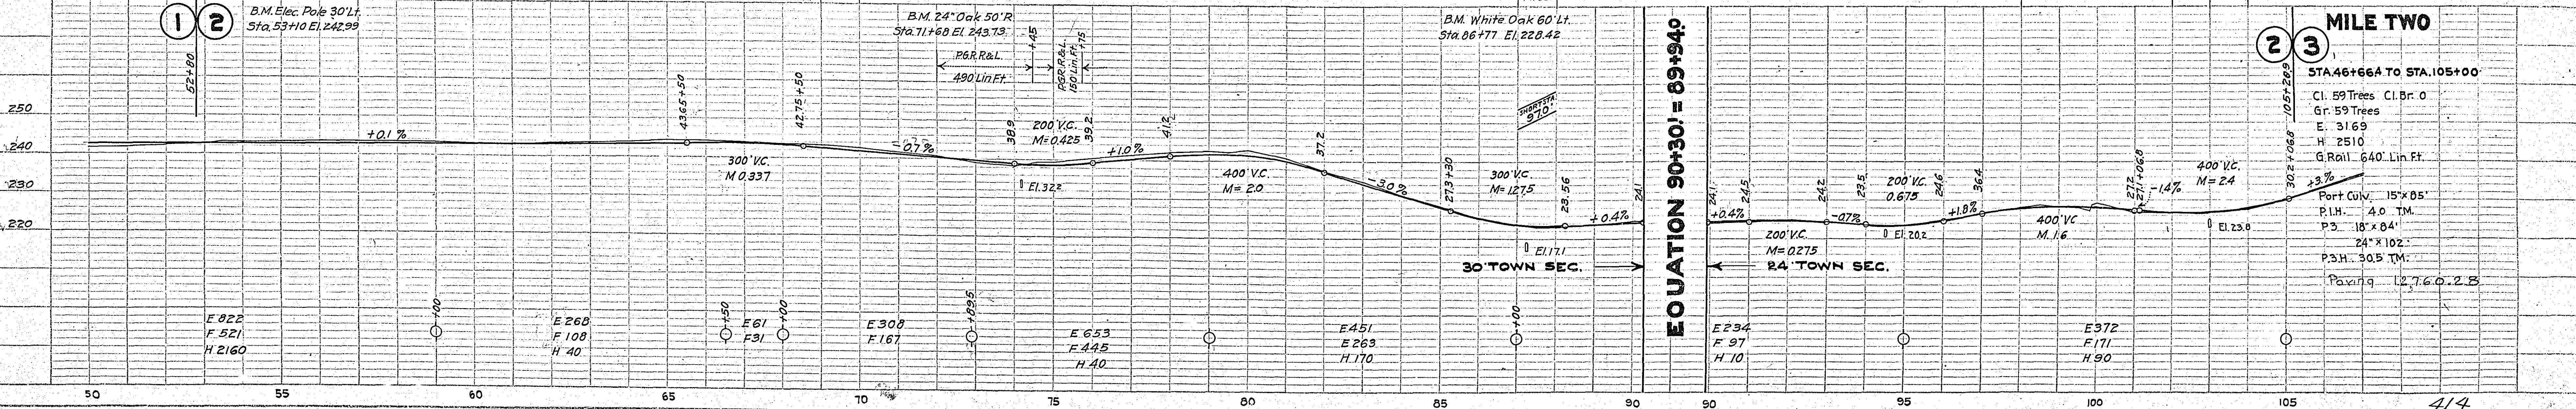 1 2
B.M. Elec. Pole 30' Lt.
Sta. 53+10 El. 242.99
52+80
B.M. 24" Oak 50' R.
Sta. 71+68 El. 243.73
P.G.R. R.&L.
490 Lin. Ft.
+45
P.G.R. R.&L.
150 Lin. Ft.
+75
B.M. White Oak 60' Lt.
Sta. 86+77 El. 228.42
SHORT STA.
97.0'
EQUATION 90+30. = 89+94.0.
2 3
MILE TWO
STA. 46+66.4 TO STA. 105+00
105+20.9
Cl. 59 Trees Cl. Br. 0
Gr. 59 Trees
E. 3169
H 2510
G. Rail 640' Lin. Ft.
Port Culv. 15"x 85'
P.I.H. 4.0 T.M.
P.3 18"x 84'
24"x 102'
P.3.H. 30.5 T.M.
Paving 12,760.28
250
240
230
220
+0.1%
43.65+50
42.75+50
300' V.C.
M 0.337
-0.7%
38.9
200' V.C.
M=0.425
39.2
+1.0%
41.2
El. 32.2
400' V.C.
M= 2.0
37.2
-3.0%
27.3+30
300' V.C.
M=1.275
23.56
+0.4%
24.1
El. 17.1
30' TOWN SEC.
24.1
+0.4%
24.5
200' V.C.
M=0.275
24' TOWN SEC.
24.2
-0.7%
23.5
200' V.C.
0.675
El. 20.2
24.6
+1.8%
36.4
400' V.C.
M. 1.6
27.2
27.1+06.8
-1.4%
400' V.C.
M= 2.4
El. 23.8
30.2+06.8
+3.%
E 822
F 521
H 2160
+00
E 268
F 108
H 40
+50
E 61
F 31
+00
E 308
F 167
+89.5
E 653
F 445
H 40
E 451
E 263
H 170
+00
E 234
F 97
H 10
E 372
F 171
H 90
50 55 60 65 70 75 80 85 90 90 95 100 105
4/4